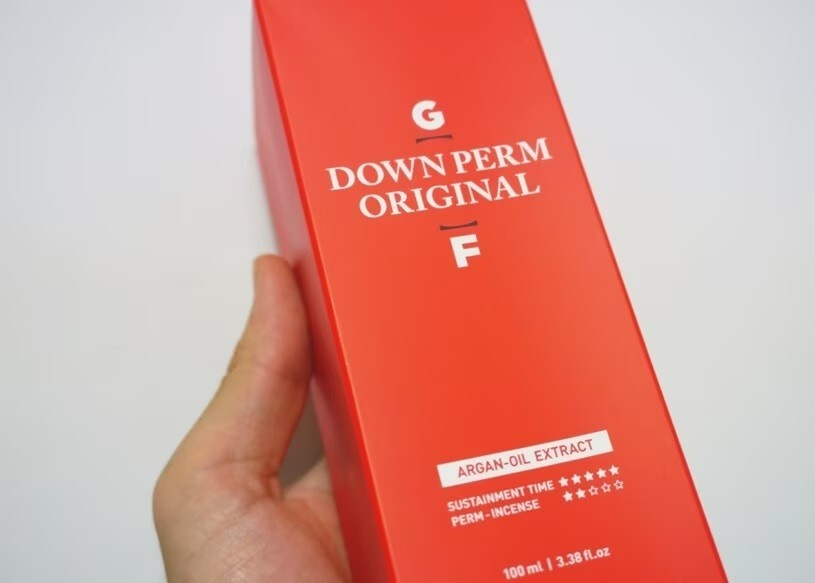 G
DOWN PERM
ORIGINAL
F
ARGAN-OIL EXTRACT
SUSTAINMENT TIME ★★★★★
PERM-INCENSE ★★☆☆☆
100 ml | 3.38 fl.oz